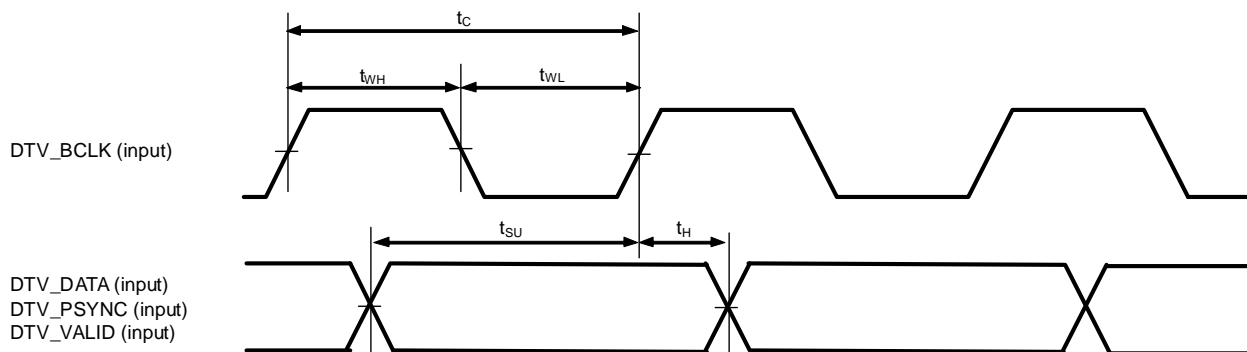 tC
tWH
tWL
DTV_BCLK (input)
tSU
tH
DTV_DATA (input)
DTV_PSYNC (input)
DTV_VALID (input)